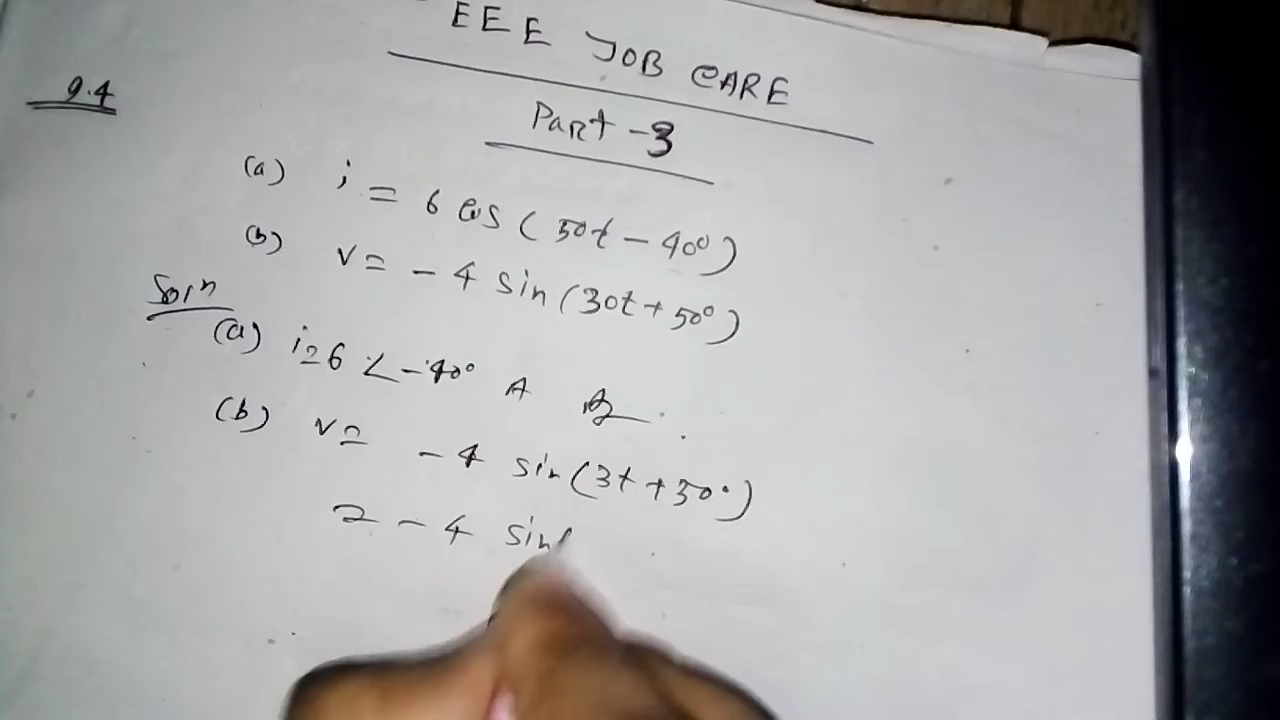 EEE JOB CARE
9.4
Part -3
(a) i = 6 cos (50t - 40°)
(b) v = - 4 sin (30t + 50°)
Soln
(a) i = 6 ∠-40° A
(b) v = - 4 sin (3t + 50°)
= - 4 sin(